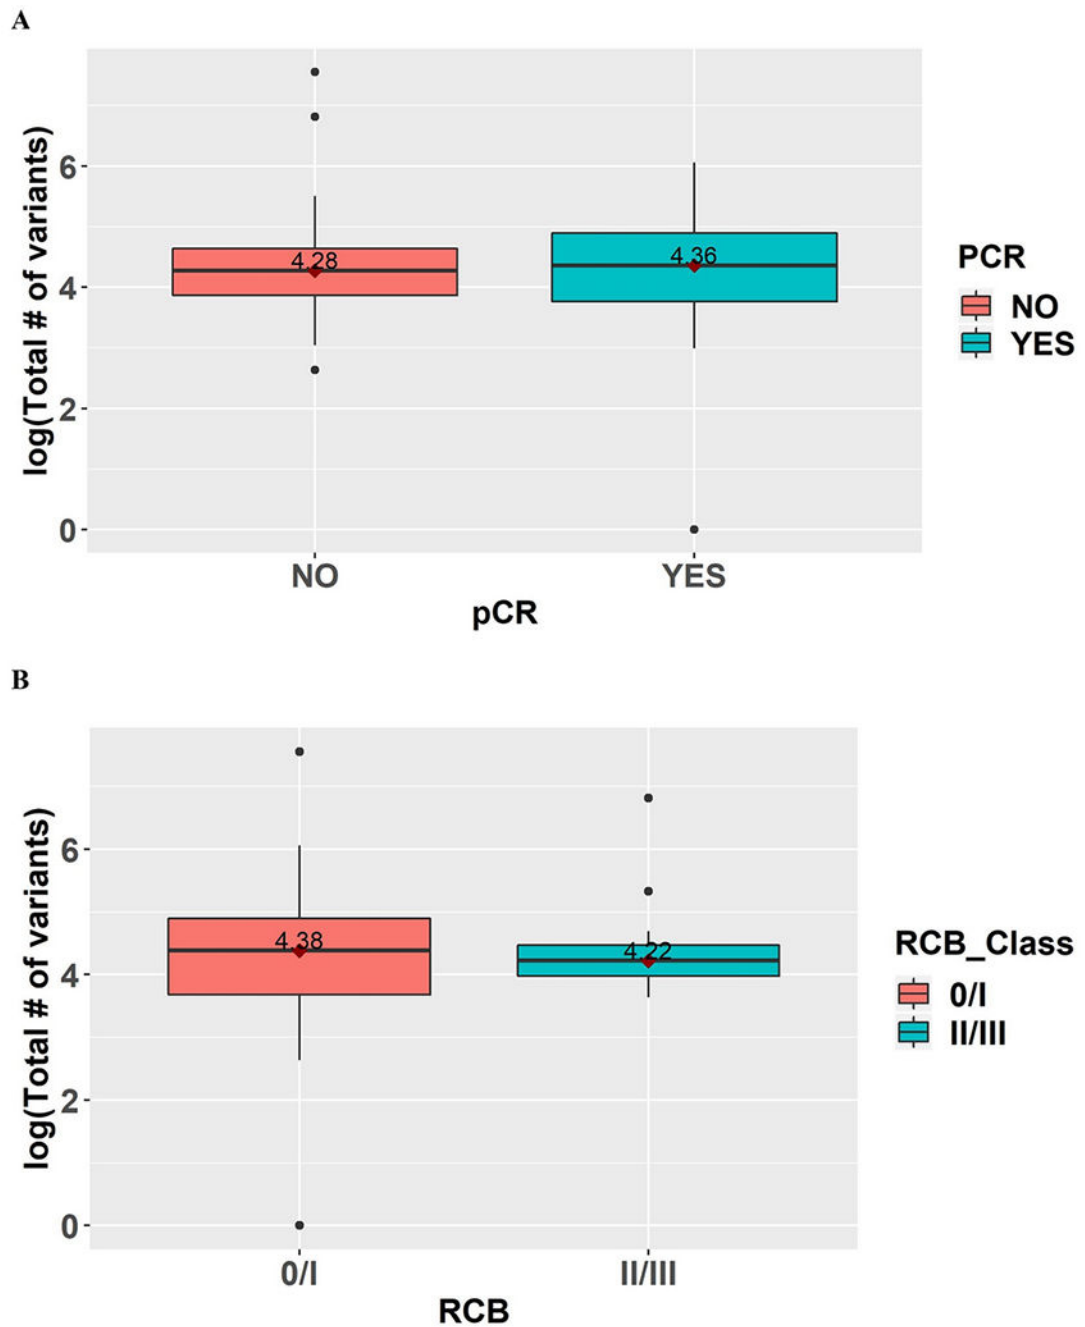 A
log(Total # of variants)
6
4
2
0
4.28
4.36
NO
YES
pCR
PCR
NO
YES
B
log(Total # of variants)
6
4
2
0
4.38
4.22
0/I
II/III
RCB
RCB_Class
0/I
II/III